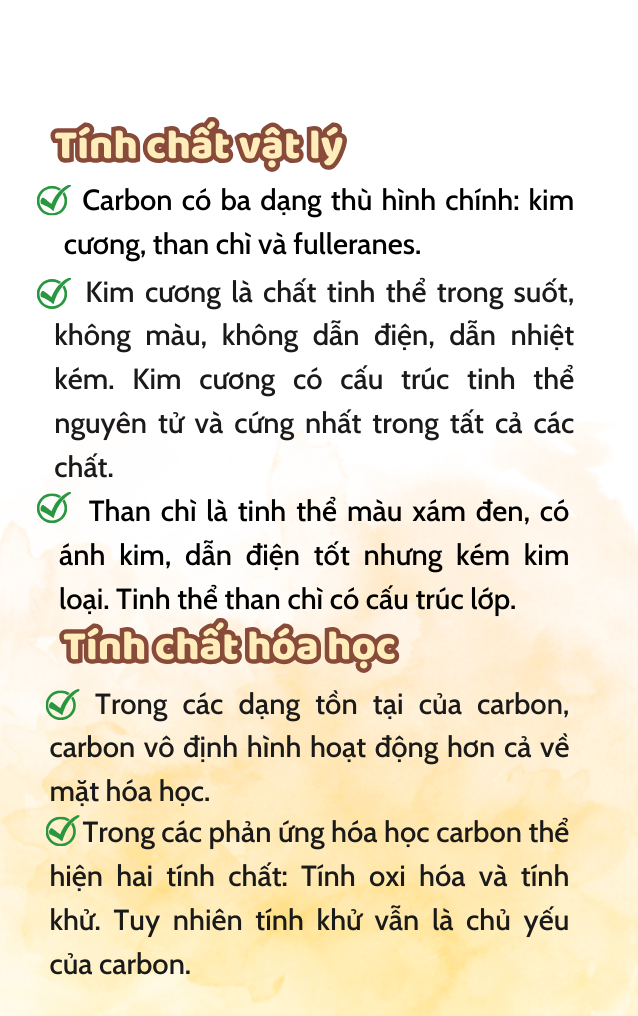 Tính chất vật lý
Carbon có ba dạng thù hình chính: kim
cương, than chì và fulleranes.
Kim cương là chất tinh thể trong suốt,
không màu, không dẫn điện, dẫn nhiệt
kém. Kim cương có cấu trúc tinh thể
nguyên tử và cứng nhất trong tất cả các
chất.
Than chì là tinh thể màu xám đen, có
ánh kim, dẫn điện tốt nhưng kém kim
loại. Tinh thể than chì có cấu trúc lớp.
Tính chất hóa học
Trong các dạng tồn tại của carbon,
carbon vô định hình hoạt động hơn cả về
mặt hóa học.
Trong các phản ứng hóa học carbon thể
hiện hai tính chất: Tính oxi hóa và tính
khử. Tuy nhiên tính khử vẫn là chủ yếu
của carbon.